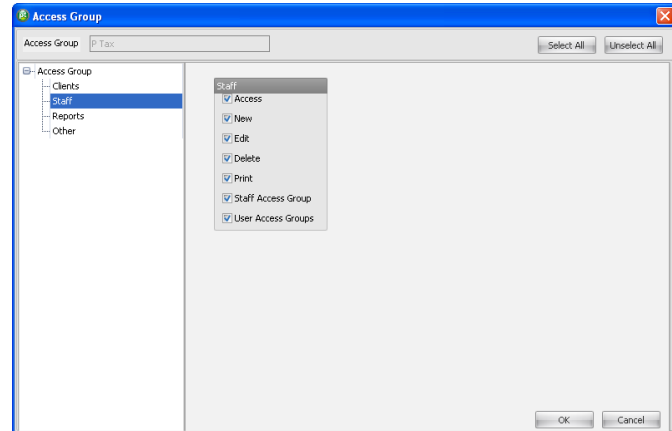 Access Group
Access Group P Tax Select All Unselect All
Access Group
Clients
Staff
Reports
Other
Staff
Access
New
Edit
Delete
Print
Staff Access Group
User Access Groups
OK Cancel